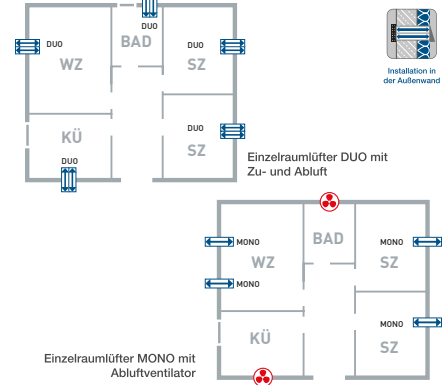 DUO
DUO
BAD
DUO
WZ
SZ
Installation in
der Außenwand
KÜ
DUO
SZ
DUO
Einzelraumlüfter DUO mit
Zu- und Abluft
MONO
BAD
MONO
WZ
SZ
MONO
MONO
KÜ
SZ
Einzelraumlüfter MONO mit
Abluftventilator